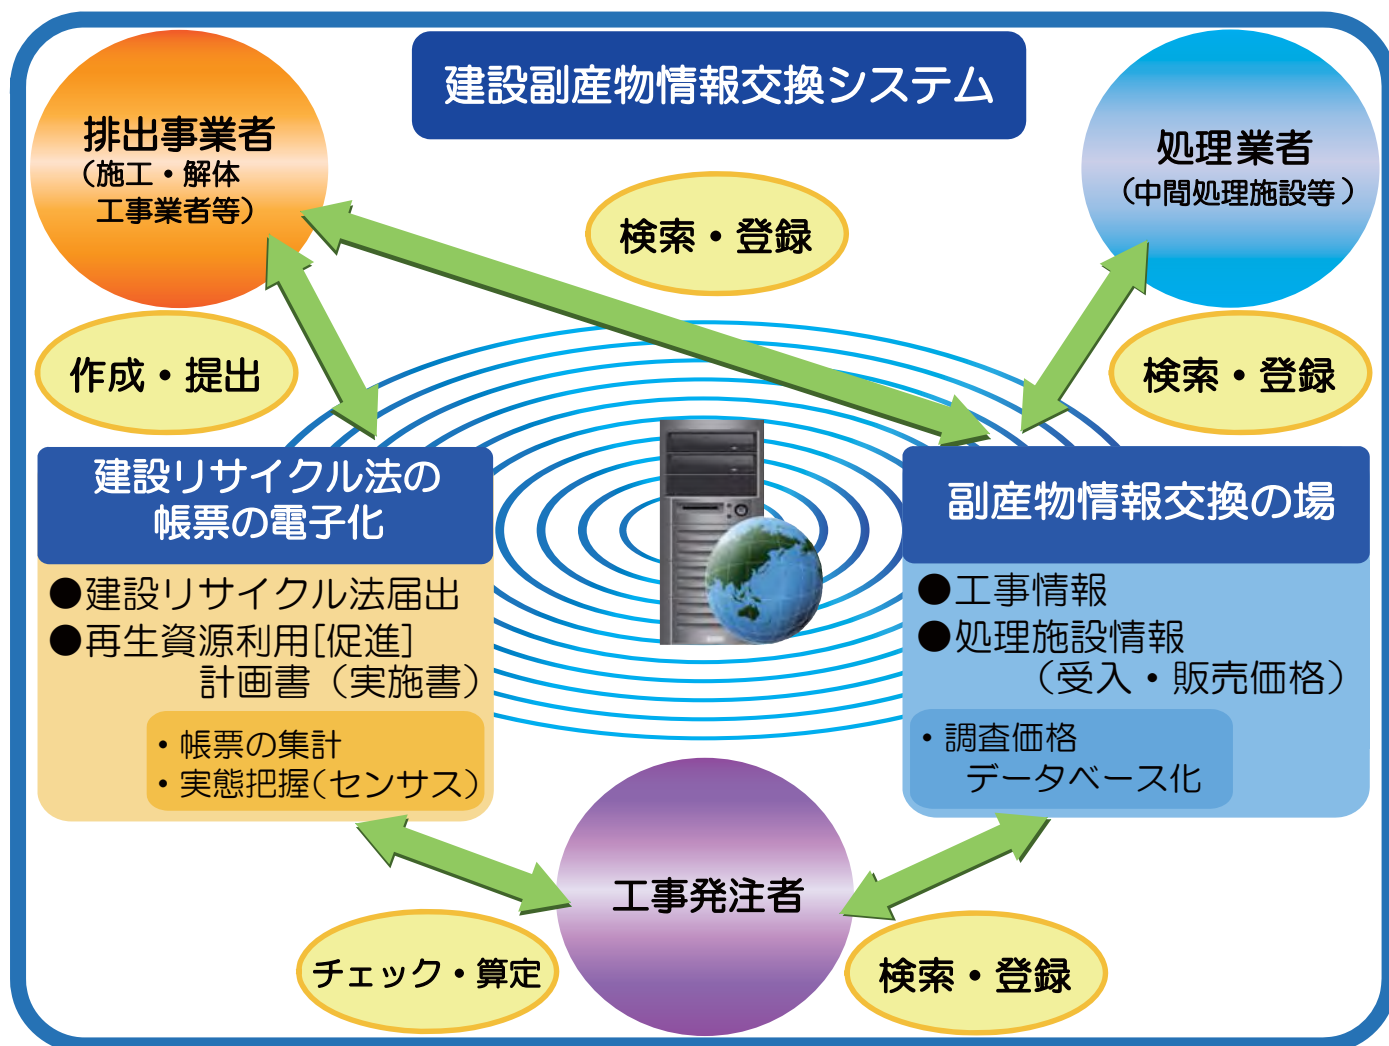 建設副産物情報交換システム
排出事業者
（施工・解体
工事業者等）
処理業者
（中間処理施設等）
検索・登録
作成・提出
検索・登録
建設リサイクル法の
帳票の電子化
●建設リサイクル法届出
●再生資源利用[促進]
計画書（実施書）
・帳票の集計
・実態把握(センサス)
副産物情報交換の場
●工事情報
●処理施設情報
（受入・販売価格）
・調査価格
データベース化
工事発注者
チェック・算定
検索・登録